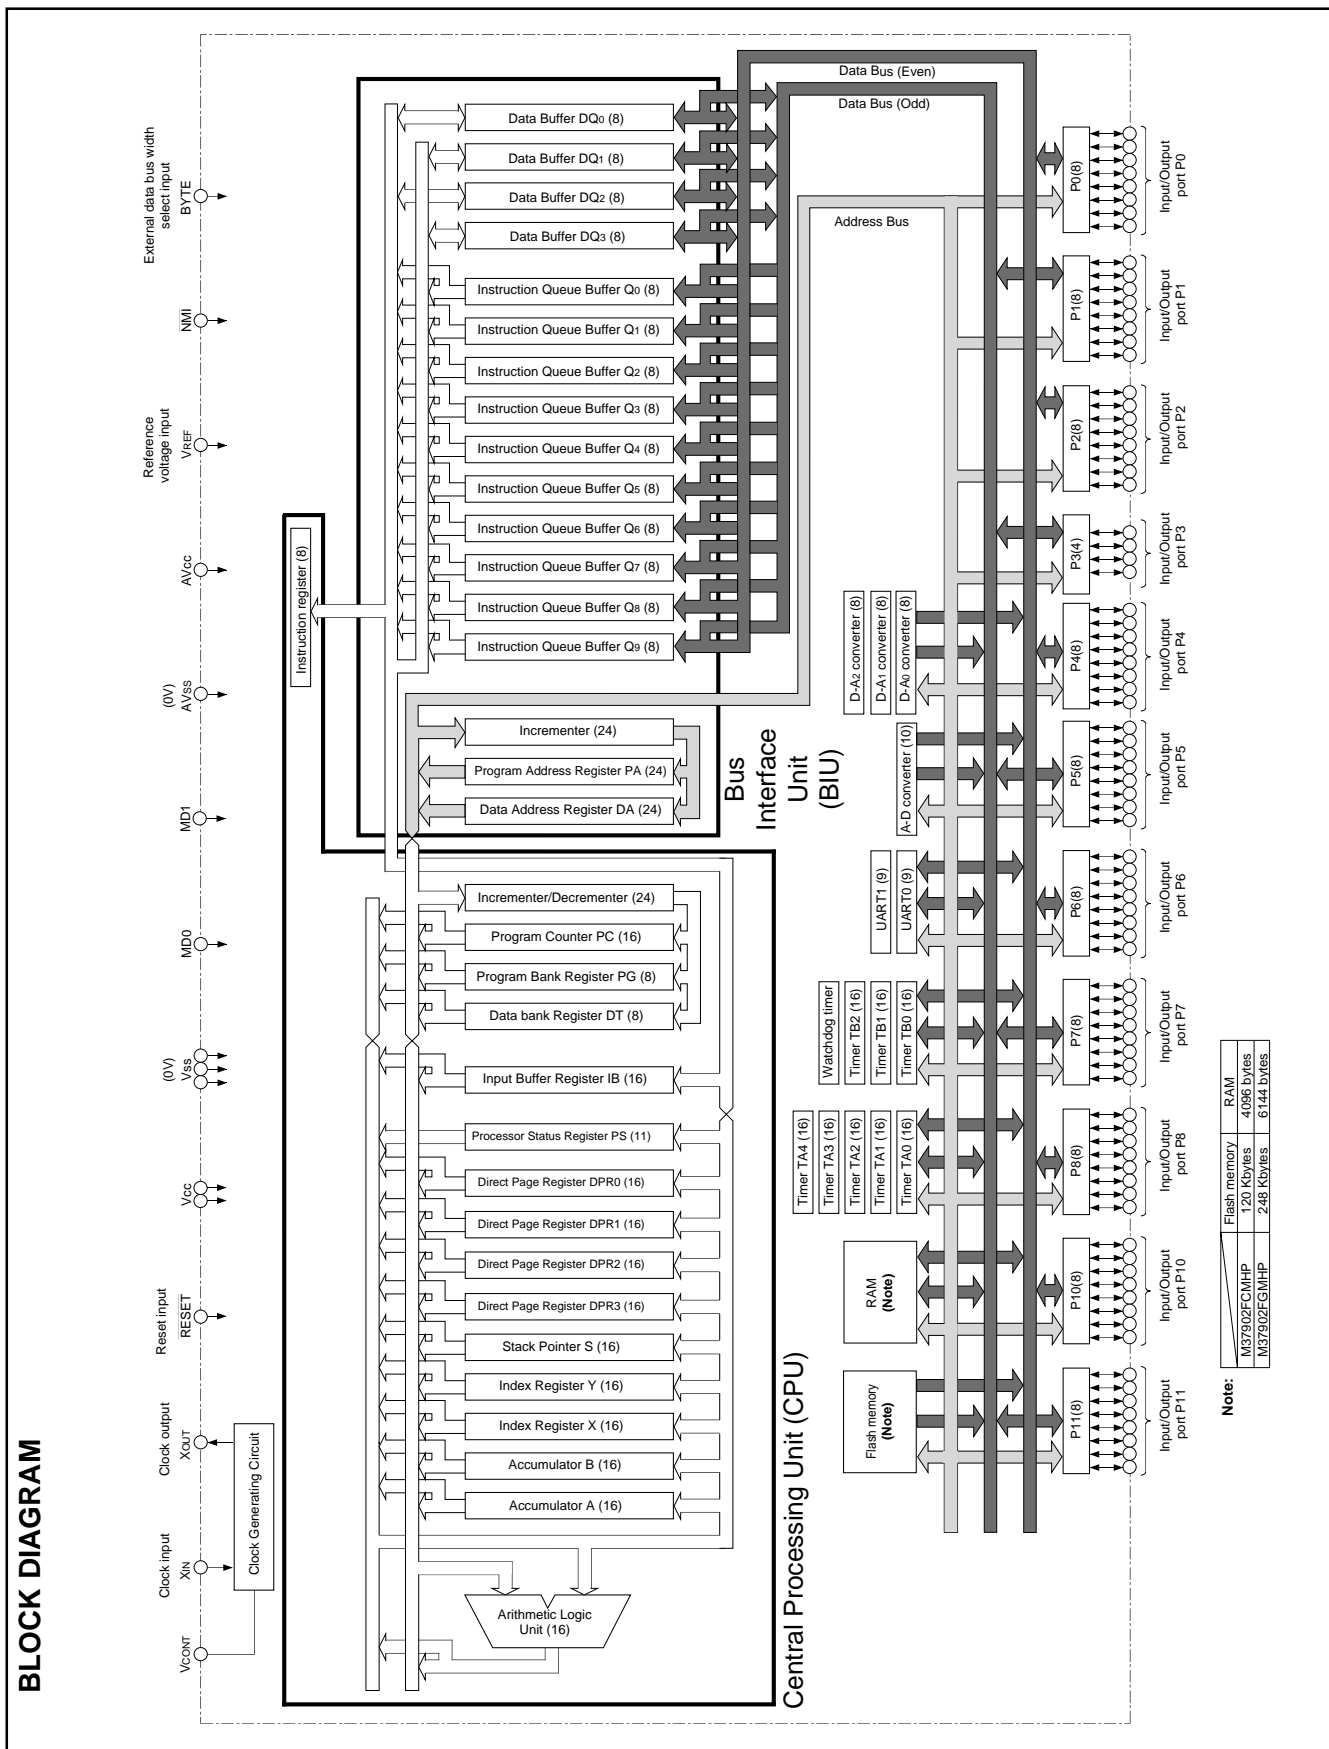 BLOCK DIAGRAM
Clock input
XIN
Clock output
XOUT
Reset input
RESET
Vcc
(0V)
Vss
MD0
MD1
(0V)
AVss
AVcc
Reference
voltage input
VREF
NMI
External data bus width
select input
BYTE
VCONT
Clock Generating Circuit
Instruction register (8)
Data Buffer DQ0 (8)
Data Buffer DQ1 (8)
Data Buffer DQ2 (8)
Data Buffer DQ3 (8)
Instruction Queue Buffer Q0 (8)
Instruction Queue Buffer Q1 (8)
Instruction Queue Buffer Q2 (8)
Instruction Queue Buffer Q3 (8)
Instruction Queue Buffer Q4 (8)
Instruction Queue Buffer Q5 (8)
Instruction Queue Buffer Q6 (8)
Instruction Queue Buffer Q7 (8)
Instruction Queue Buffer Q8 (8)
Instruction Queue Buffer Q9 (8)
Incrementer (24)
Program Address Register PA (24)
Data Address Register DA (24)
Bus
Interface
Unit
(BIU)
Incrementer/Decrementer (24)
Program Counter PC (16)
Program Bank Register PG (8)
Data bank Register DT (8)
Input Buffer Register IB (16)
Processor Status Register PS (11)
Direct Page Register DPR0 (16)
Direct Page Register DPR1 (16)
Direct Page Register DPR2 (16)
Direct Page Register DPR3 (16)
Stack Pointer S (16)
Index Register Y (16)
Index Register X (16)
Accumulator B (16)
Accumulator A (16)
Arithmetic Logic
Unit (16)
Central Processing Unit (CPU)
Data Bus (Even)
Data Bus (Odd)
Address Bus
D-A2 converter (8)
D-A1 converter (8)
D-A0 converter (8)
A-D converter (10)
UART1 (9)
UART0 (9)
Watchdog timer
Timer TB2 (16)
Timer TB1 (16)
Timer TB0 (16)
Timer TA4 (16)
Timer TA3 (16)
Timer TA2 (16)
Timer TA1 (16)
Timer TA0 (16)
RAM
(Note)
Flash memory
(Note)
P0(8)
Input/Output
port P0
P1(8)
Input/Output
port P1
P2(8)
Input/Output
port P2
P3(4)
Input/Output
port P3
P4(8)
Input/Output
port P4
P5(8)
Input/Output
port P5
P6(8)
Input/Output
port P6
P7(8)
Input/Output
port P7
P8(8)
Input/Output
port P8
P10(8)
Input/Output
port P10
P11(8)
Input/Output
port P11
Note:
Flash memory RAM
M37902FCMHP 120 Kbytes 4096 bytes
M37902FGMHP 248 Kbytes 6144 bytes